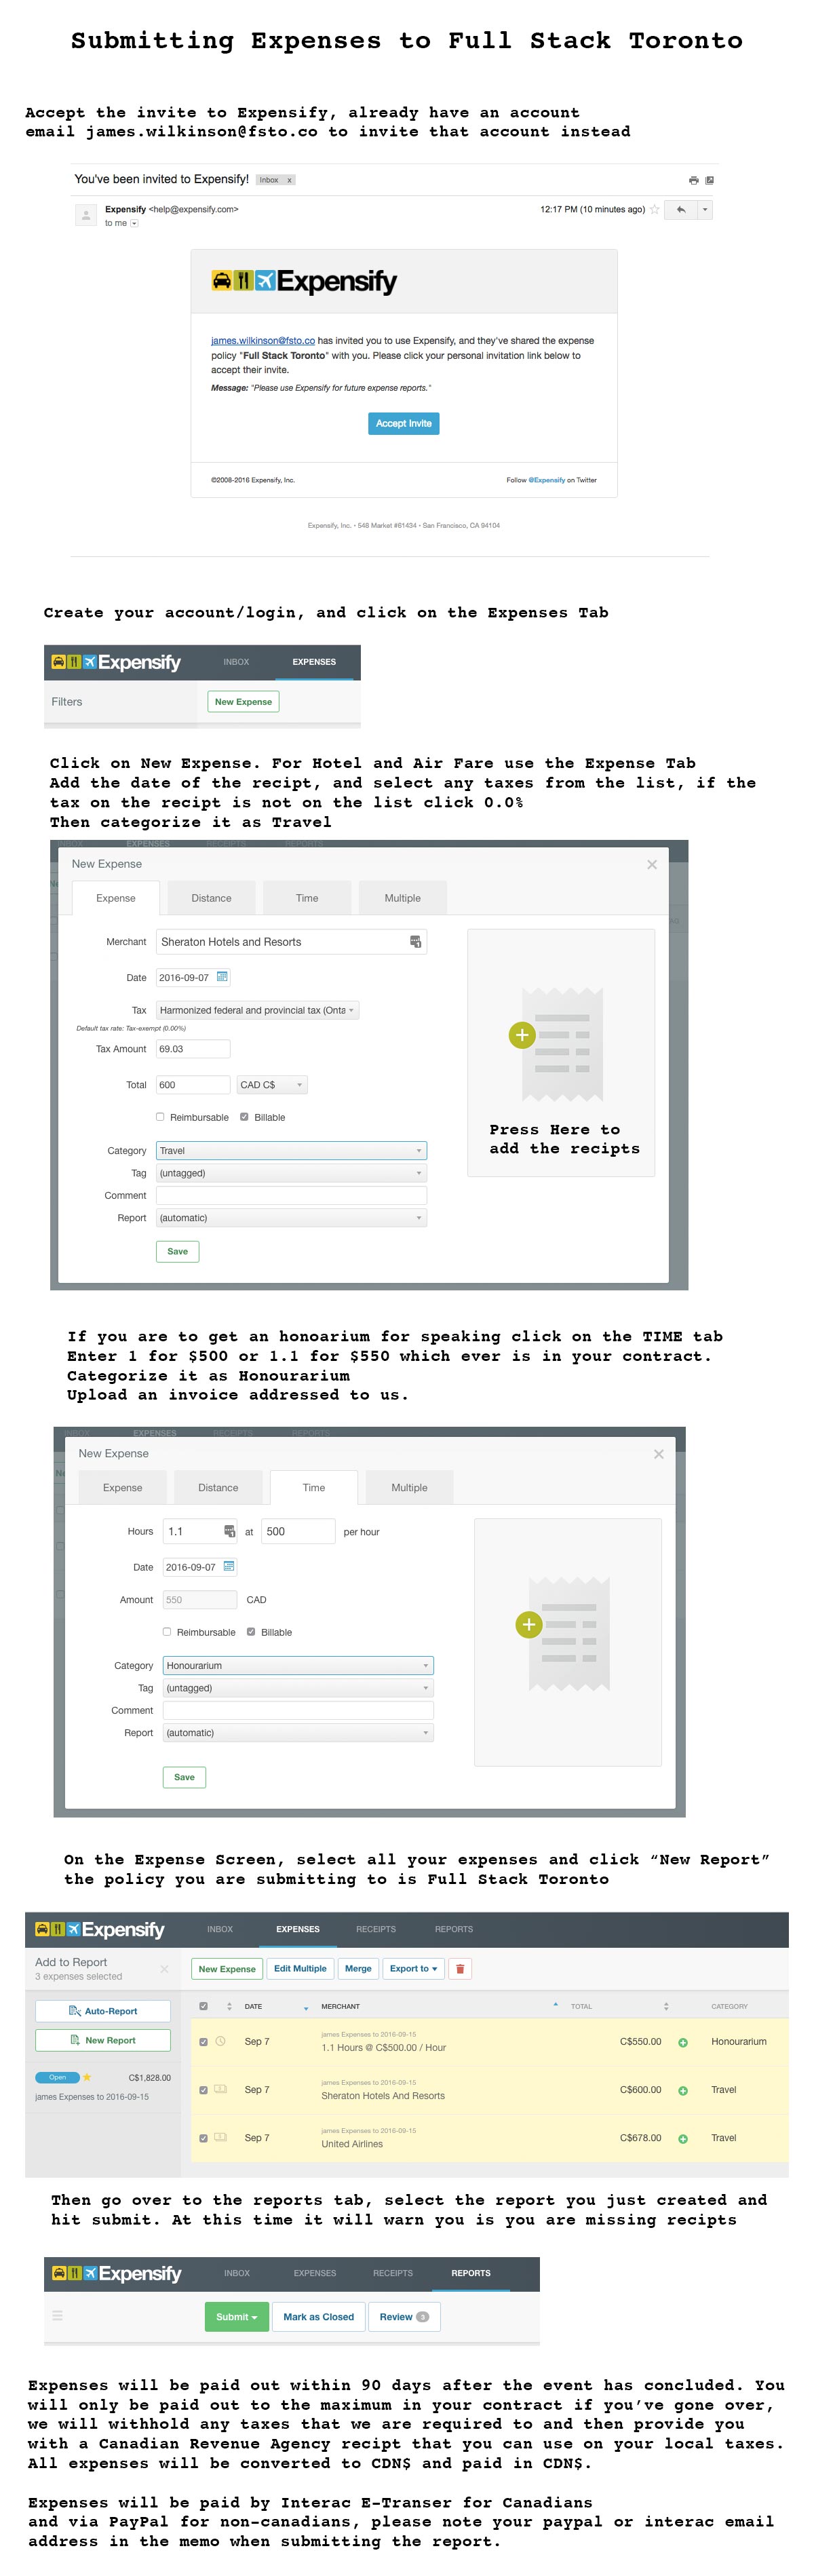 Submitting Expenses to Full Stack Toronto
Accept the invite to Expensify, already have an account
email james.wilkinson@fsto.co to invite that account instead
You've been invited to Expensify! Inbox x
Expensify <help@expensify.com> 12:17 PM (10 minutes ago)
to me
Expensify
james.wilkinson@fsto.co has invited you to use Expensify, and they've shared the expense
policy "Full Stack Toronto" with you. Please click your personal invitation link below to
accept their invite.
Message: "Please use Expensify for future expense reports."
Accept Invite
©2008-2016 Expensify, Inc. Follow @Expensify on Twitter
Expensify, Inc. • 548 Market #61434 • San Francisco, CA 94104
Create your account/login, and click on the Expenses Tab
Expensify INBOX EXPENSES
Filters New Expense
Click on New Expense. For Hotel and Air Fare use the Expense Tab
Add the date of the recipt, and select any taxes from the list, if the
tax on the recipt is not on the list click 0.0%
Then categorize it as Travel
INBOX EXPENSES RECEIPTS REPORTS
New Expense
Expense Distance Time Multiple
Merchant Sheraton Hotels and Resorts
Date 2016-09-07
Tax Harmonized federal and provincial tax (Onta
Default tax rate: Tax-exempt (0.00%)
Tax Amount 69.03
Total 600 CAD C$
Reimbursable Billable
Press Here to
add the recipts
Category Travel
Tag (untagged)
Comment
Report (automatic)
Save
If you are to get an honoarium for speaking click on the TIME tab
Enter 1 for $500 or 1.1 for $550 which ever is in your contract.
Categorize it as Honourarium
Upload an invoice addressed to us.
INBOX EXPENSES RECEIPTS REPORTS
New Expense
Expense Distance Time Multiple
Hours 1.1 at 500 per hour
Date 2016-09-07
Amount 550 CAD
Reimbursable Billable
Category Honourarium
Tag (untagged)
Comment
Report (automatic)
Save
On the Expense Screen, select all your expenses and click “New Report”
the policy you are submitting to is Full Stack Toronto
Expensify INBOX EXPENSES RECEIPTS REPORTS
Add to Report
3 expenses selected
New Expense Edit Multiple Merge Export to
Auto-Report
New Report
Open C$1,828.00
james Expenses to 2016-09-15
DATE MERCHANT TOTAL CATEGORY
james Expenses to 2016-09-15
Sep 7 1.1 Hours @ C$500.00 / Hour C$550.00 Honourarium
james Expenses to 2016-09-15
Sep 7 Sheraton Hotels And Resorts C$600.00 Travel
james Expenses to 2016-09-15
Sep 7 United Airlines C$678.00 Travel
Then go over to the reports tab, select the report you just created and
hit submit. At this time it will warn you is you are missing recipts
Expensify INBOX EXPENSES RECEIPTS REPORTS
Submit Mark as Closed Review 3
Expenses will be paid out within 90 days after the event has concluded. You
will only be paid out to the maximum in your contract if you’ve gone over,
we will withhold any taxes that we are required to and then provide you
with a Canadian Revenue Agency recipt that you can use on your local taxes.
All expenses will be converted to CDN$ and paid in CDN$.
Expenses will be paid by Interac E-Transer for Canadians
and via PayPal for non-canadians, please note your paypal or interac email
address in the memo when submitting the report.